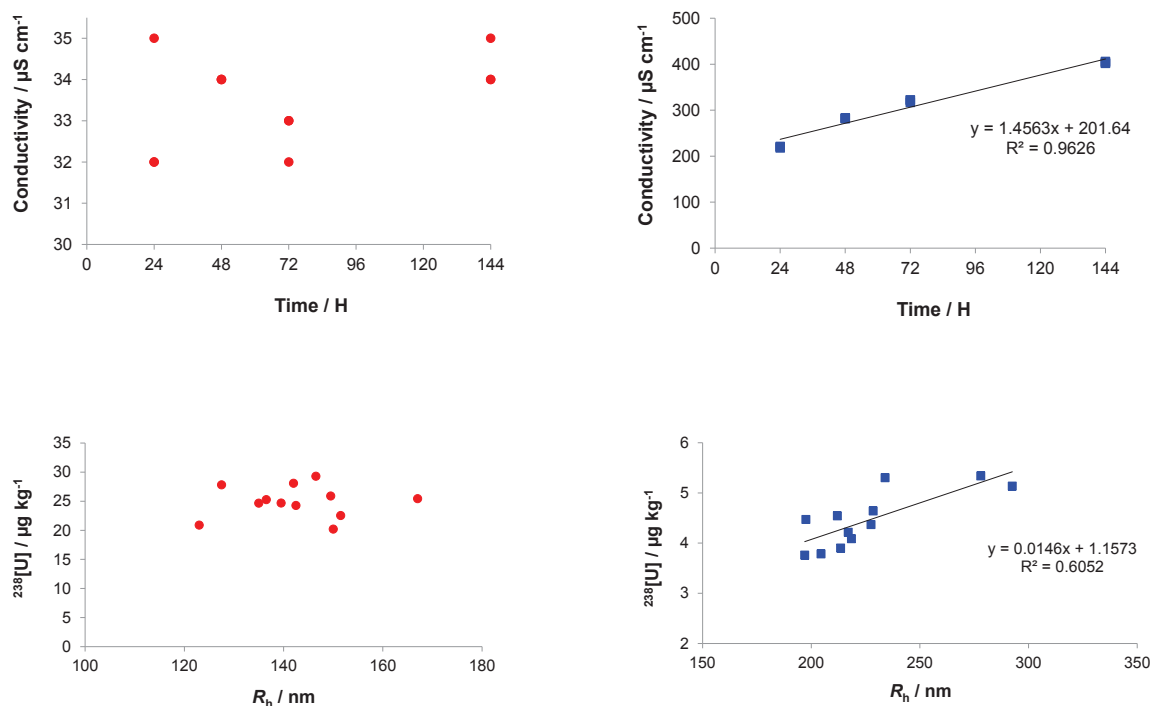 Conductivity / µS cm⁻¹
35
34
33
32
31
30
0 24 48 72 96 120 144
Time / H
Conductivity / µS cm⁻¹
500
400
300
200
100
0
y = 1.4563x + 201.64
R² = 0.9626
0 24 48 72 96 120 144
Time / H
²³⁸[U] / µg kg⁻¹
35
30
25
20
15
10
5
0
100 120 140 160 180
Rₕ / nm
²³⁸[U] / µg kg⁻¹
6
5
4
3
2
y = 0.0146x + 1.1573
R² = 0.6052
150 200 250 300 350
Rₕ / nm